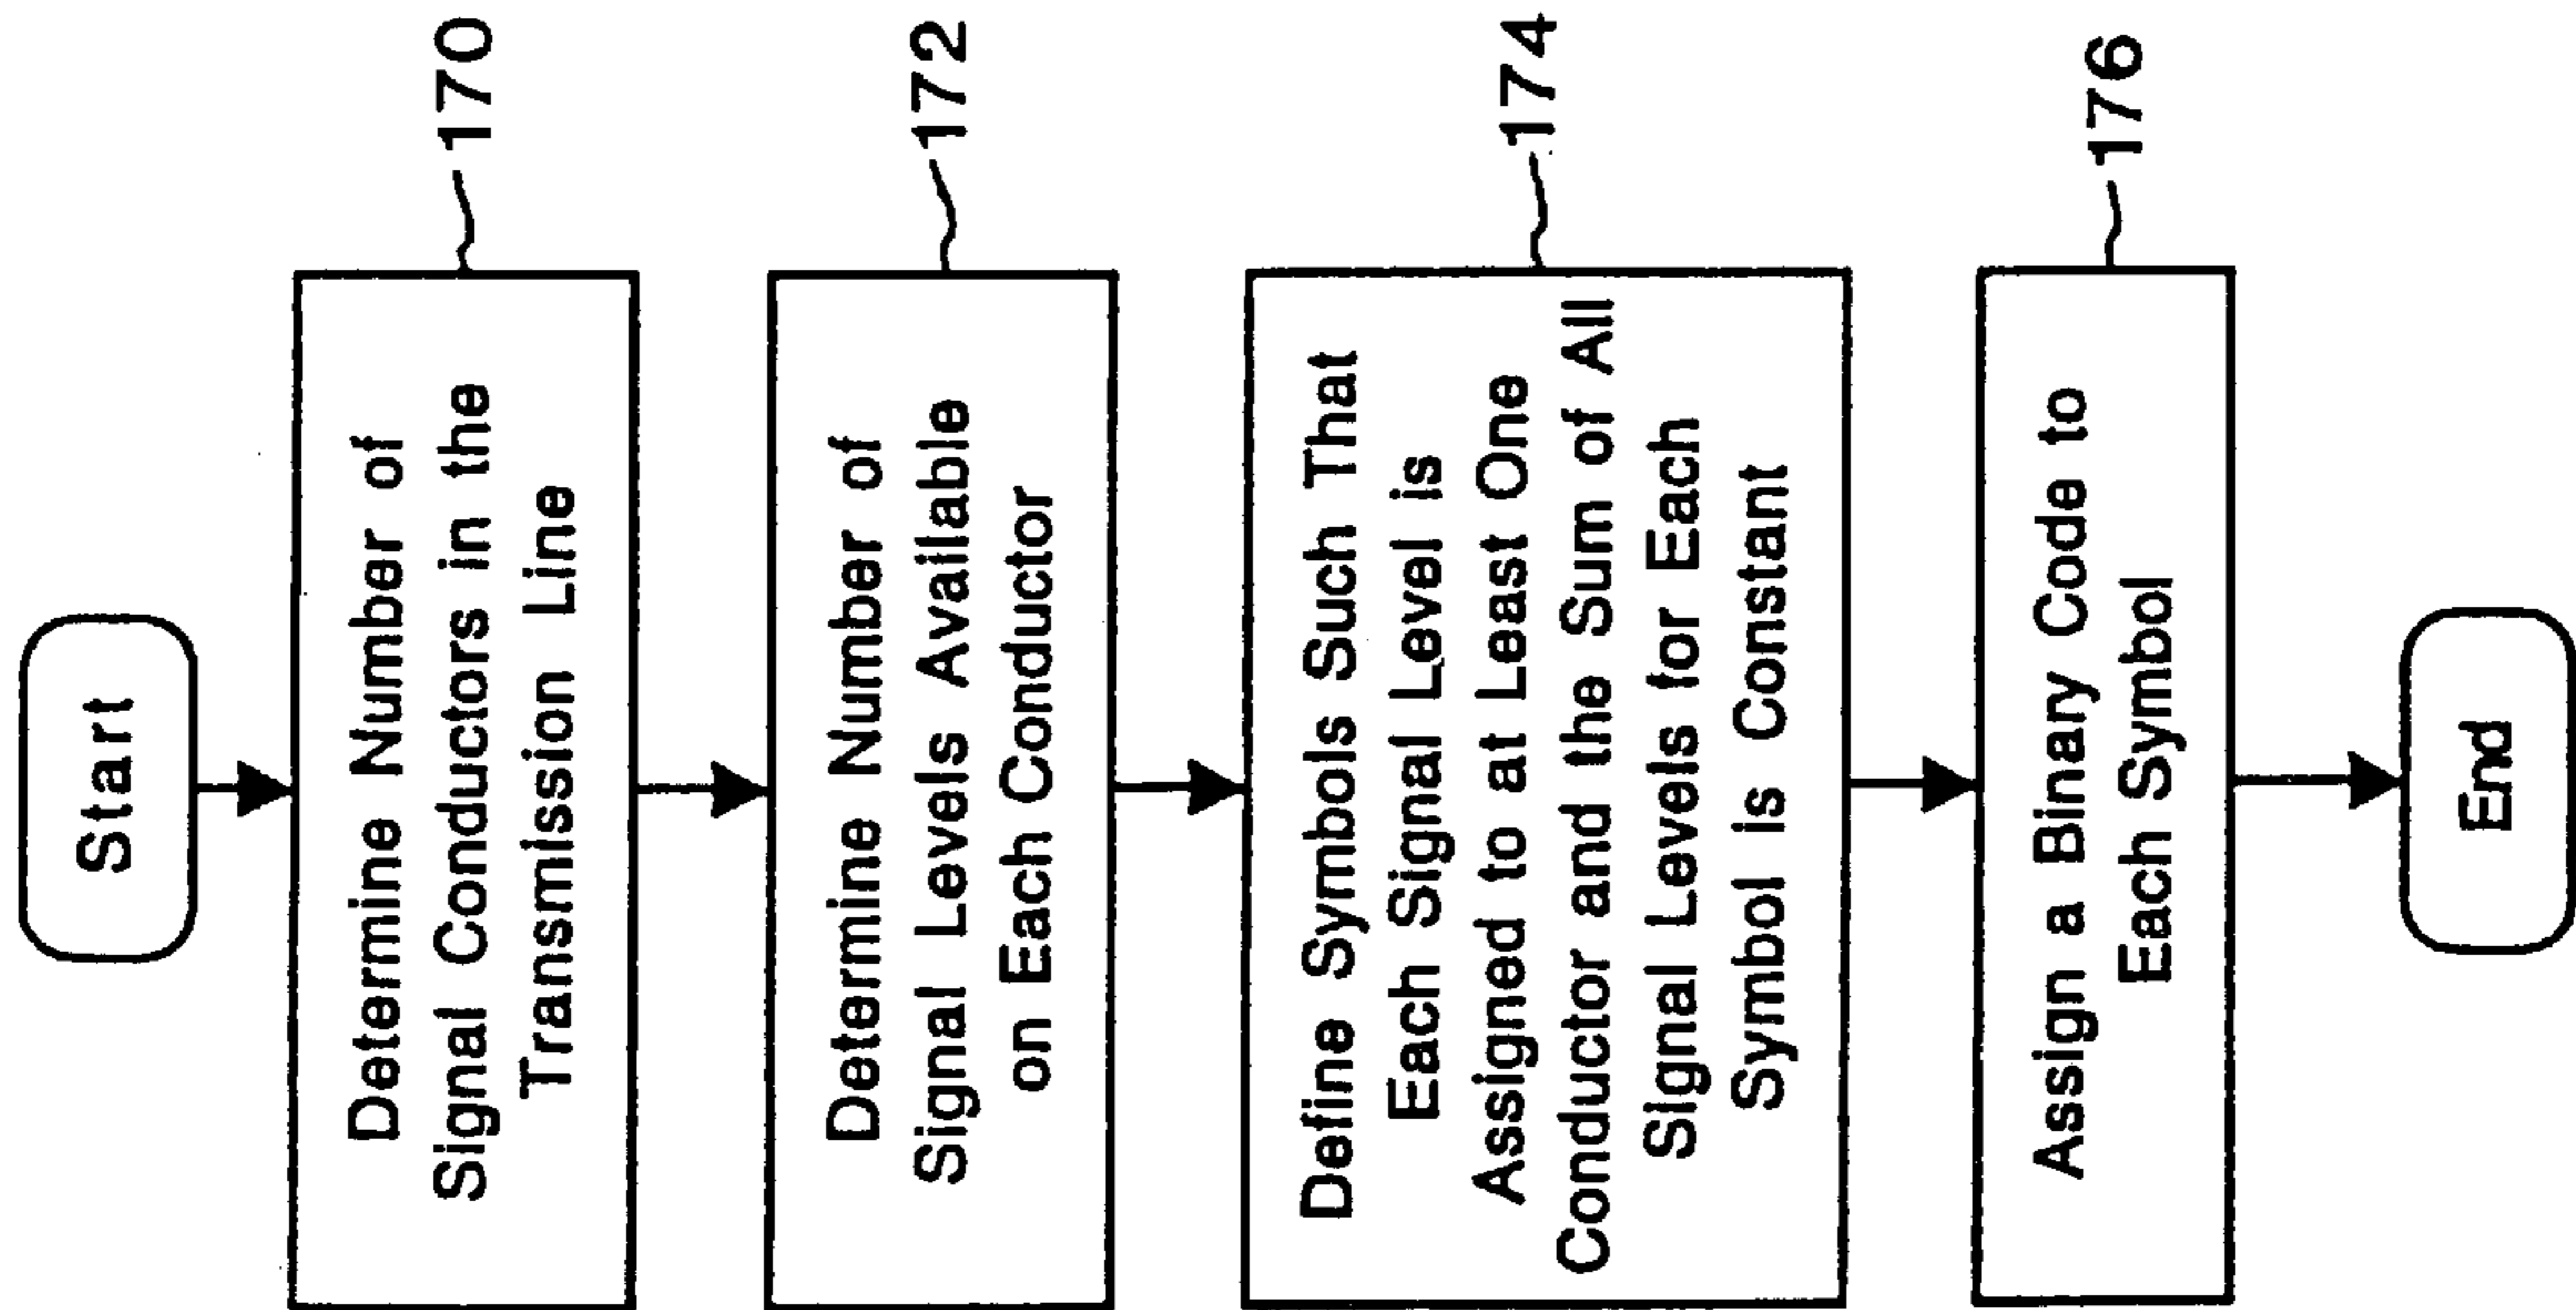 Start
Determine Number of
Signal Conductors in the
Transmission Line
170
Determine Number of
Signal Levels Available
on Each Conductor
172
Define Symbols Such That
Each Signal Level is
Assigned to at Least One
Conductor and the Sum of All
Signal Levels for Each
Symbol is Constant
174
Assign a Binary Code to
Each Symbol
176
End